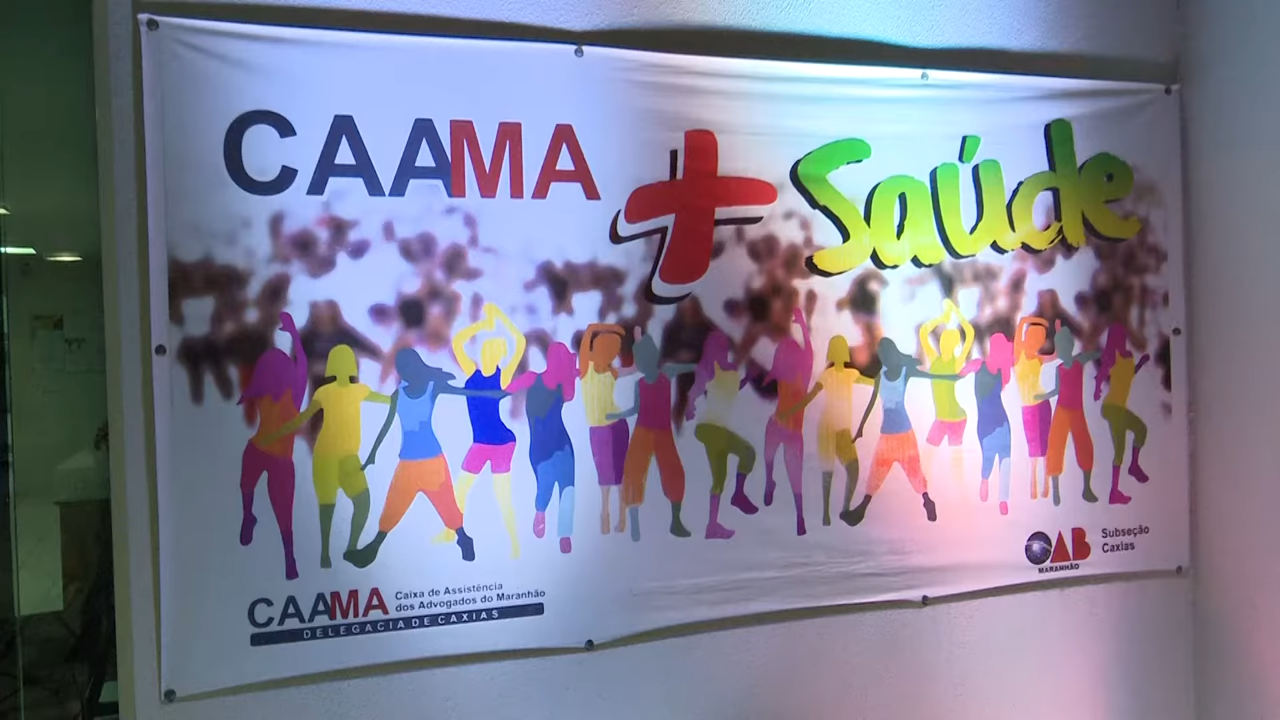 CAAMA + Saúde
CAAMA
Caixa de Assistência
dos Advogados do Maranhão
DELEGACIA DE CAXIAS
OAB
MARANHÃO
Subseção
Caxias